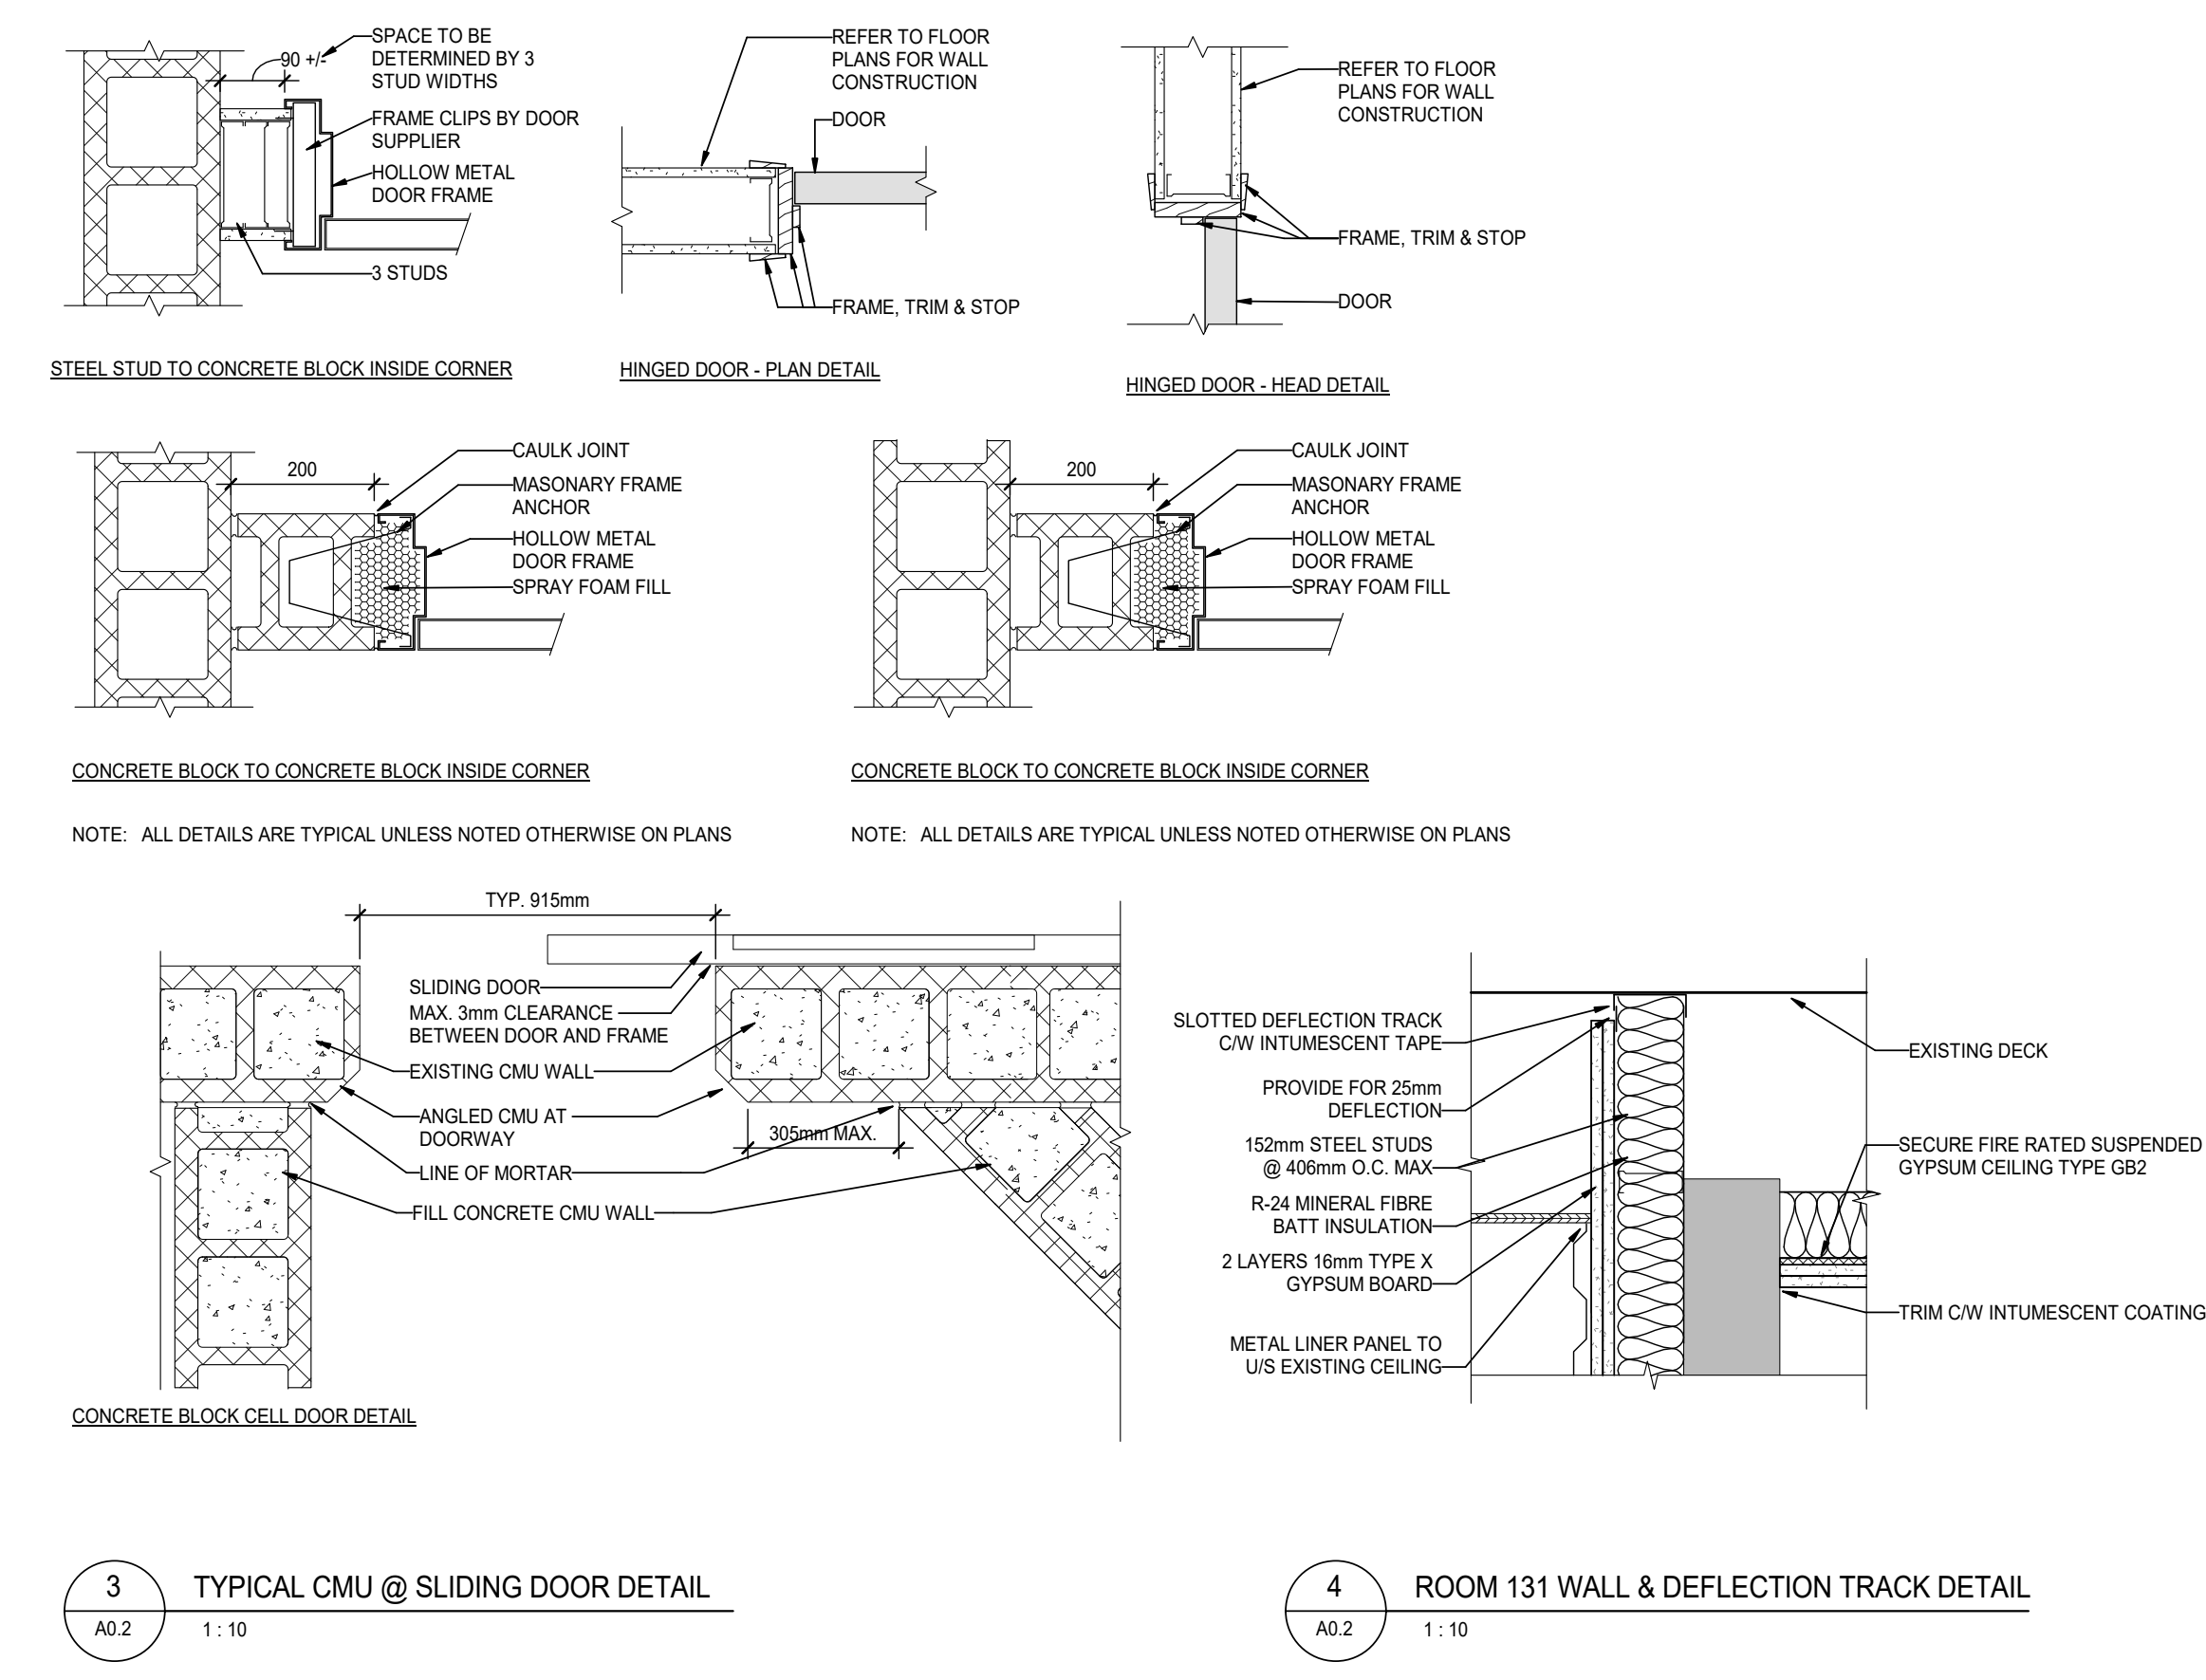 SPACE TO BE
DETERMINED BY 3
STUD WIDTHS
90 +/-
FRAME CLIPS BY DOOR
SUPPLIER
HOLLOW METAL
DOOR FRAME
3 STUDS
STEEL STUD TO CONCRETE BLOCK INSIDE CORNER
REFER TO FLOOR
PLANS FOR WALL
CONSTRUCTION
DOOR
FRAME, TRIM & STOP
HINGED DOOR - PLAN DETAIL
REFER TO FLOOR
PLANS FOR WALL
CONSTRUCTION
FRAME, TRIM & STOP
DOOR
HINGED DOOR - HEAD DETAIL
200
CAULK JOINT
MASONARY FRAME
ANCHOR
HOLLOW METAL
DOOR FRAME
SPRAY FOAM FILL
CONCRETE BLOCK TO CONCRETE BLOCK INSIDE CORNER
NOTE: ALL DETAILS ARE TYPICAL UNLESS NOTED OTHERWISE ON PLANS
200
CAULK JOINT
MASONARY FRAME
ANCHOR
HOLLOW METAL
DOOR FRAME
SPRAY FOAM FILL
CONCRETE BLOCK TO CONCRETE BLOCK INSIDE CORNER
NOTE: ALL DETAILS ARE TYPICAL UNLESS NOTED OTHERWISE ON PLANS
TYP. 915mm
SLIDING DOOR
MAX. 3mm CLEARANCE
BETWEEN DOOR AND FRAME
EXISTING CMU WALL
ANGLED CMU AT
DOORWAY
305mm MAX.
LINE OF MORTAR
FILL CONCRETE CMU WALL
CONCRETE BLOCK CELL DOOR DETAIL
SLOTTED DEFLECTION TRACK
C/W INTUMESCENT TAPE
PROVIDE FOR 25mm
DEFLECTION
152mm STEEL STUDS
@ 406mm O.C. MAX
R-24 MINERAL FIBRE
BATT INSULATION
2 LAYERS 16mm TYPE X
GYPSUM BOARD
METAL LINER PANEL TO
U/S EXISTING CEILING
EXISTING DECK
SECURE FIRE RATED SUSPENDED
GYPSUM CEILING TYPE GB2
TRIM C/W INTUMESCENT COATING
3
A0.2
TYPICAL CMU @ SLIDING DOOR DETAIL
1 : 10
4
A0.2
ROOM 131 WALL & DEFLECTION TRACK DETAIL
1 : 10